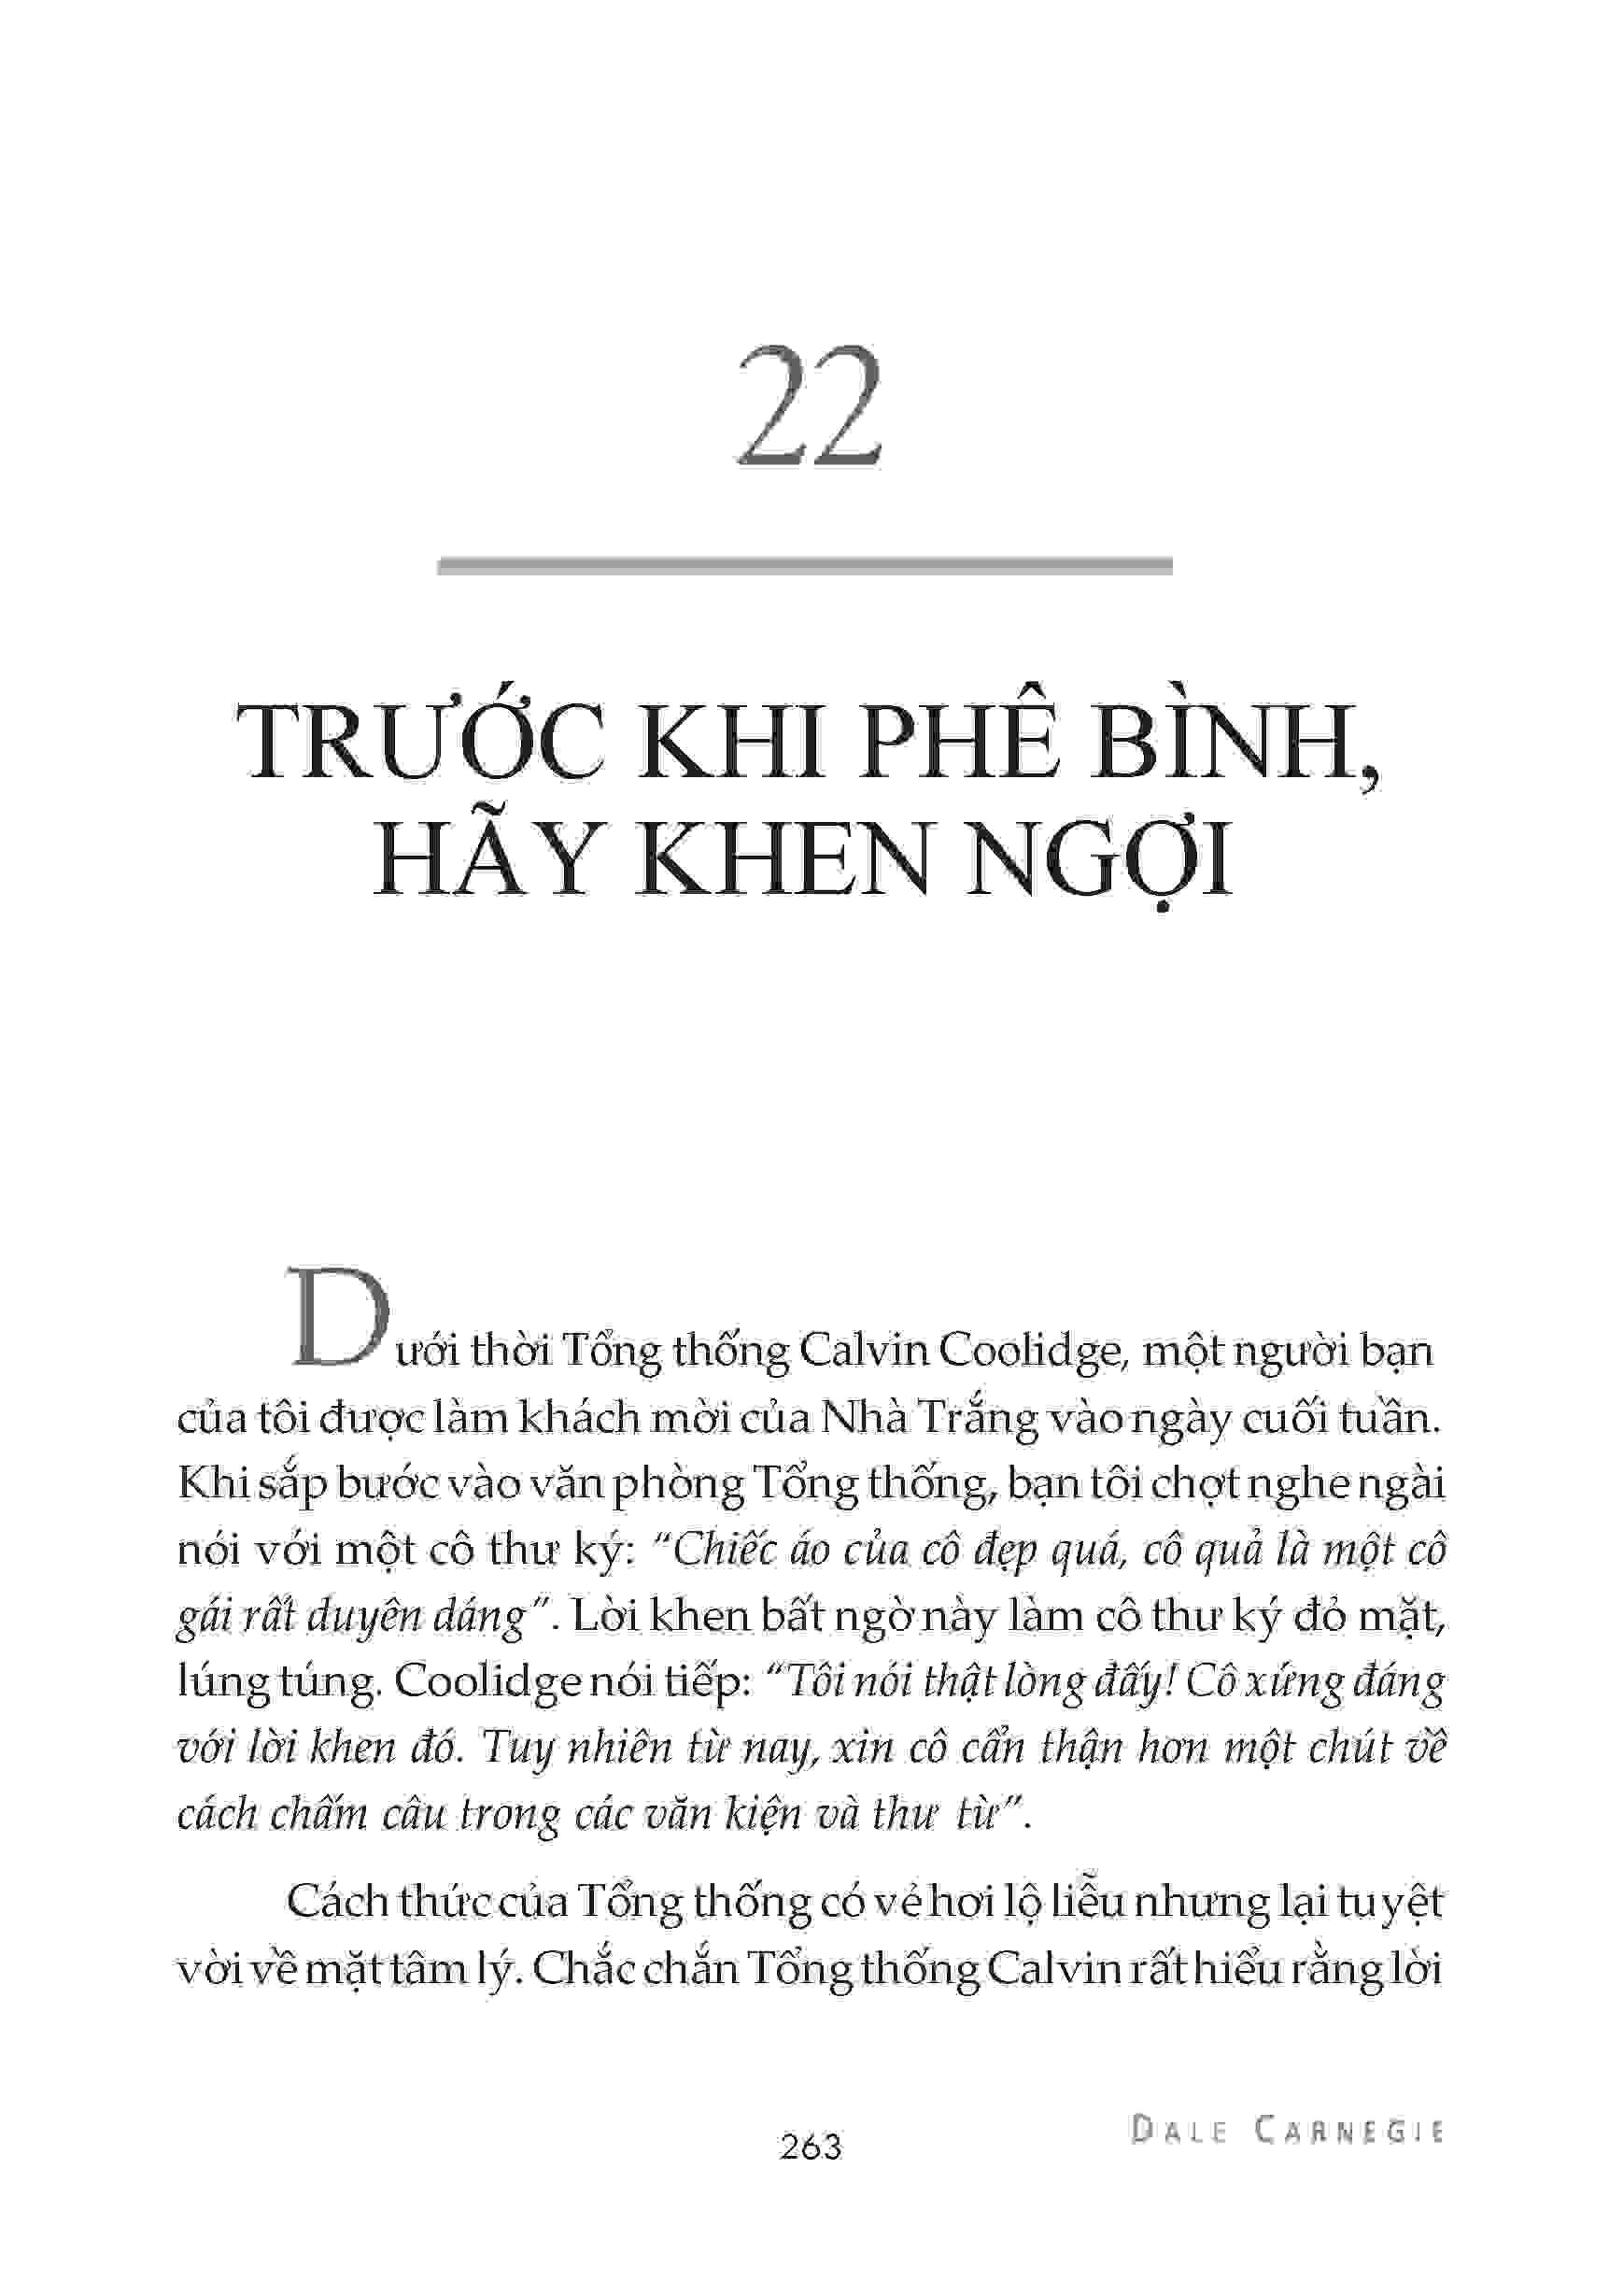 22
TRƯỚC KHI PHÊ BÌNH,
HÃY KHEN NGỢI
Dưới thời Tổng thống Calvin Coolidge, một người bạn
của tôi được làm khách mời của Nhà Trắng vào ngày cuối tuần.
Khi sắp bước vào văn phòng Tổng thống, bạn tôi chợt nghe ngài
nói với một cô thư ký: “Chiếc áo của cô đẹp quá, cô quả là một cô
gái rất duyên dáng”. Lời khen bất ngờ này làm cô thư ký đỏ mặt,
lúng túng. Coolidge nói tiếp: “Tôi nói thật lòng đấy! Cô xứng đáng
với lời khen đó. Tuy nhiên từ nay, xin cô cẩn thận hơn một chút về
cách chấm câu trong các văn kiện và thư từ”.
Cách thức của Tổng thống có vẻ hơi lộ liễu nhưng lại tuyệt
vời về mặt tâm lý. Chắc chắn Tổng thống Calvin rất hiểu rằng lời
263
DALE CARNEGIE